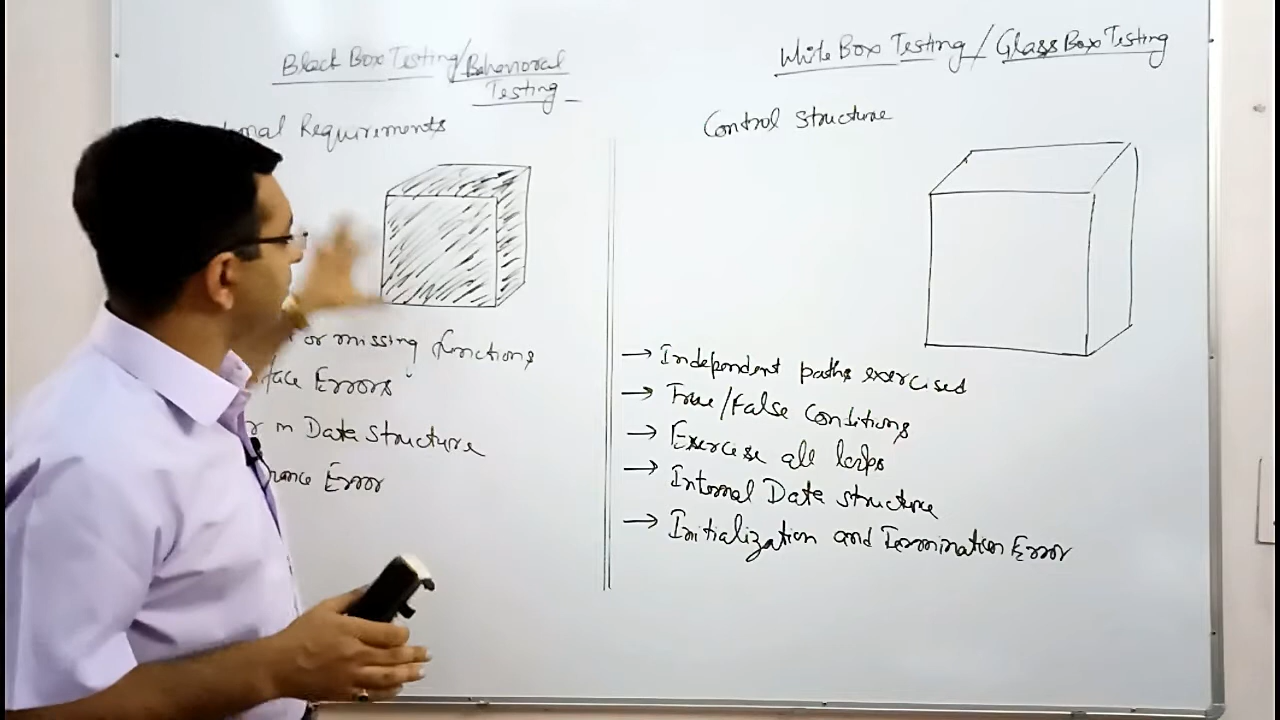 Black Box Testing/Behavioral
Testing
Requirements
or missing functions
Errors
in Data Structure
Error
White Box Testing / Glass Box Testing
Control Structure
→ Independent paths exercised
→ True/False Conditions
→ Exercise all loops
→ Internal Data structure
→ Initialization and Termination Error